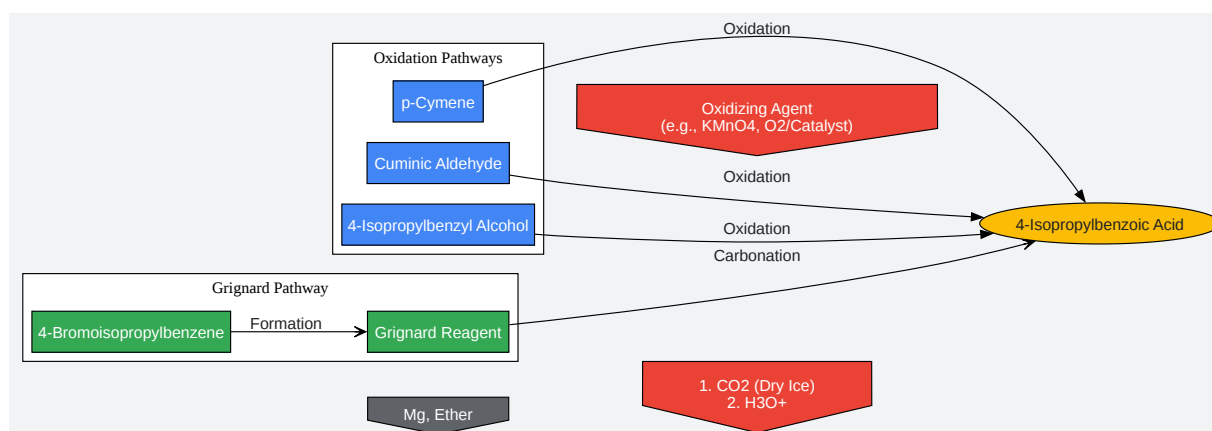 Oxidation
Oxidation Pathways
p-Cymene
Oxidizing Agent
(e.g., KMnO4, O2/Catalyst)
Cuminic Aldehyde
Oxidation
4-Isopropylbenzyl Alcohol
Oxidation
4-Isopropylbenzoic Acid
Carbonation
Grignard Pathway
4-Bromoisopropylbenzene
Formation
Grignard Reagent
1. CO2 (Dry Ice)
2. H3O+
Mg, Ether